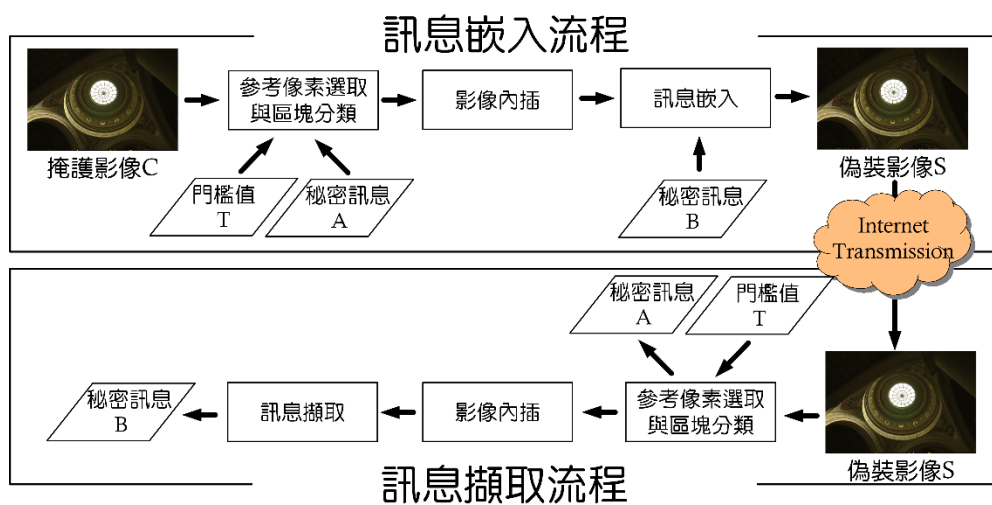 訊息嵌入流程
掩護影像C
參考像素選取
與區塊分類
影像內插
訊息嵌入
偽裝影像S
門檻值
T
秘密訊息
A
秘密訊息
B
Internet
Transmission
秘密訊息
A
門檻值
T
秘密訊息
B
訊息擷取
影像內插
參考像素選取
與區塊分類
偽裝影像S
訊息擷取流程